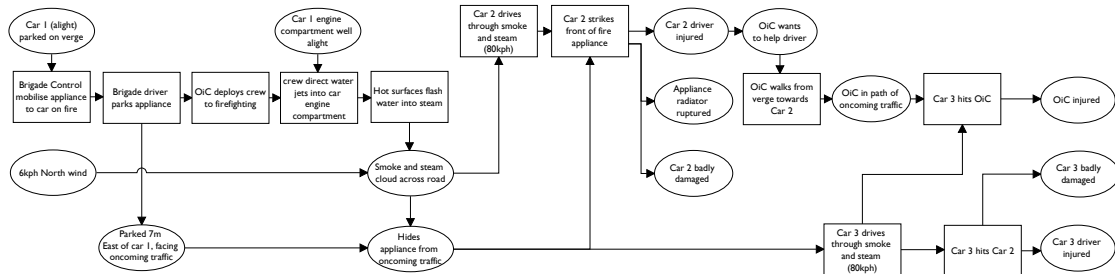 Car 1 (alight)
parked on verge
Car 1 engine
compartment well
alight
Car 2 drives
through smoke
and steam
(80kph)
Car 2 strikes
front of fire
appliance
Car 2 driver
injured
OiC wants
to help driver
Brigade Control
mobilise appliance
to car on fire
Brigade driver
parks appliance
OiC deploys crew
to firefighting
crew direct water
jets into car
engine
compartment
Hot surfaces flash
water into steam
Appliance
radiator
ruptured
OiC walks from
verge towards
Car 2
OiC in path of
oncoming traffic
Car 3 hits OiC
OiC injured
6kph North wind
Smoke and steam
cloud across road
Car 2 badly
damaged
Car 3 badly
damaged
Parked 7m
East of car 1, facing
oncoming traffic
Hides
appliance from
oncoming traffic
Car 3 drives
through smoke
and steam
(80kph)
Car 3 hits Car 2
Car 3 driver
injured